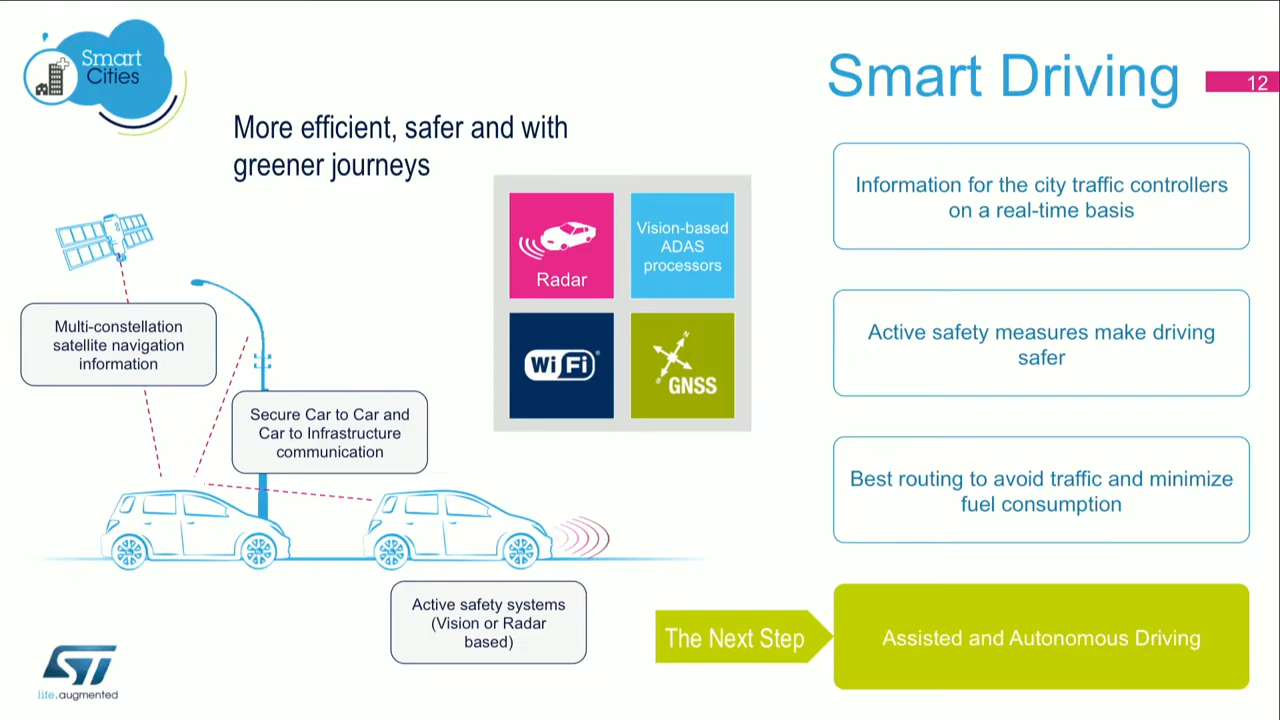 Smart
Cities
Smart Driving
12
More efficient, safer and with
greener journeys
Multi-constellation
satellite navigation
information
Secure Car to Car and
Car to Infrastructure
communication
Active safety systems
(Vision or Radar
based)
Radar
Vision-based
ADAS
processors
Wi Fi®
N
S
GNSS
Information for the city traffic controllers
on a real-time basis
Active safety measures make driving
safer
Best routing to avoid traffic and minimize
fuel consumption
The Next Step
Assisted and Autonomous Driving
ST
life.augmented